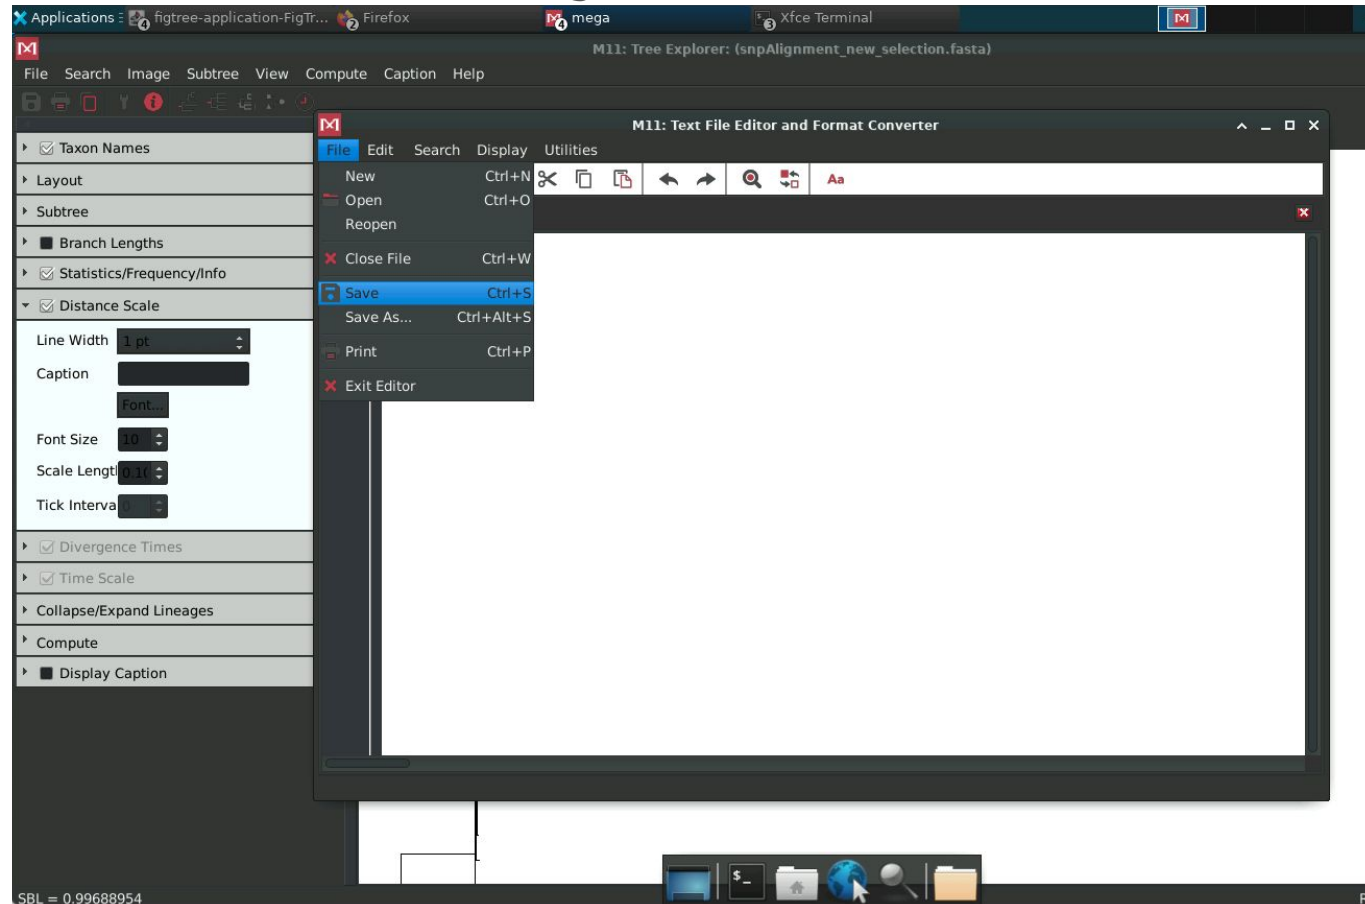 Applications
4 figtree-application-FigTr...
2 Firefox
4 mega
3 Xfce Terminal
M11: Tree Explorer: (snpAlignment_new_selection.fasta)
File Search Image Subtree View Compute Caption Help
M11: Text File Editor and Format Converter
File Edit Search Display Utilities
Aa
New Ctrl+N
Open Ctrl+O
Reopen
Close File Ctrl+W
Save Ctrl+S
Save As... Ctrl+Alt+S
Print Ctrl+P
Exit Editor
Taxon Names
Layout
Subtree
Branch Lengths
Statistics/Frequency/Info
Distance Scale
Line Width 1 pt
Caption
Font...
Font Size 10
Scale Lengt
Tick Interva
Divergence Times
Time Scale
Collapse/Expand Lineages
Compute
Display Caption
SBL = 0.99688954